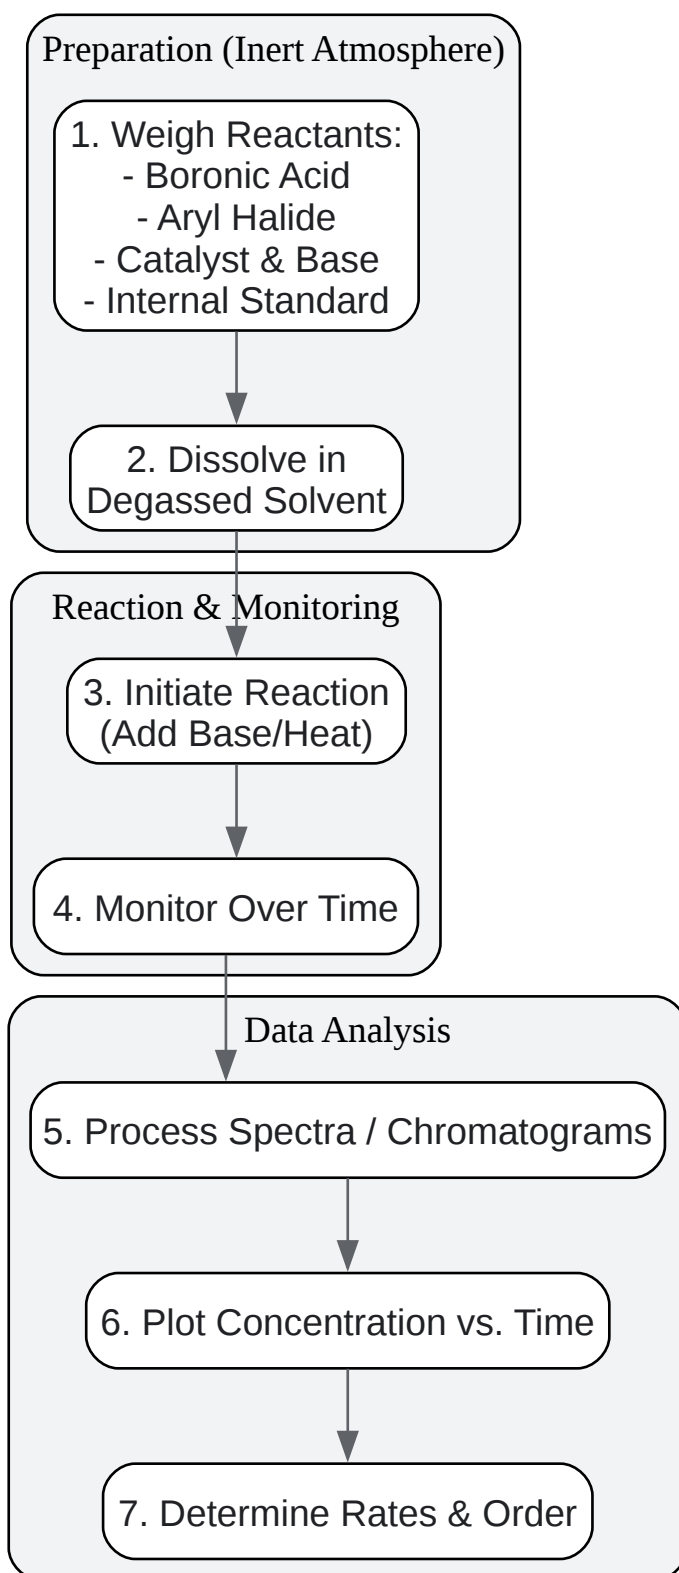 Preparation (Inert Atmosphere)
1. Weigh Reactants:
- Boronic Acid
- Aryl Halide
- Catalyst & Base
- Internal Standard
2. Dissolve in
Degassed Solvent
Reaction & Monitoring
3. Initiate Reaction
(Add Base/Heat)
4. Monitor Over Time
Data Analysis
5. Process Spectra / Chromatograms
6. Plot Concentration vs. Time
7. Determine Rates & Order